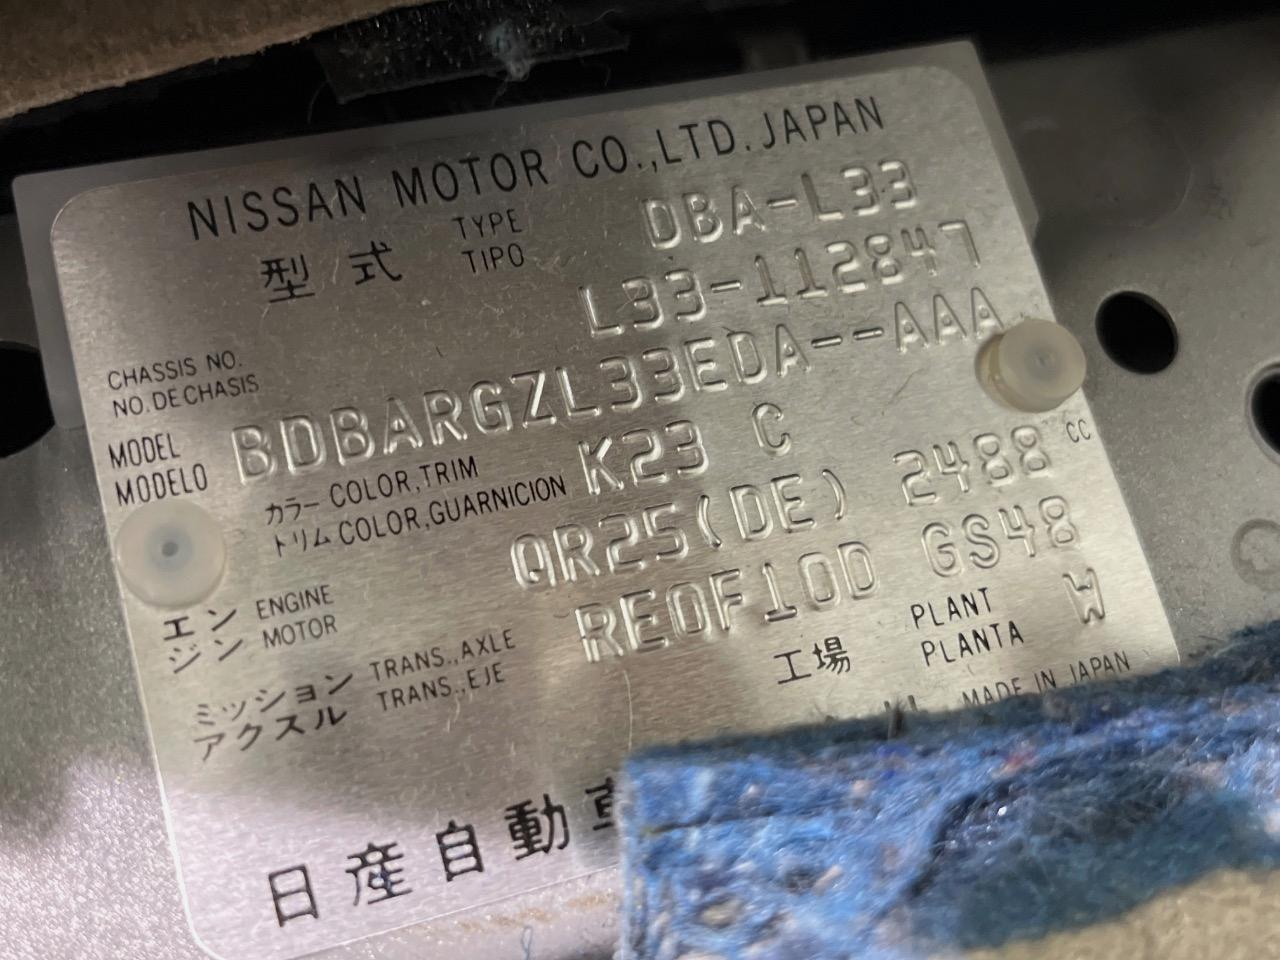 NISSAN MOTOR CO.,LTD. JAPAN
型式 TYPE TIPO DBA-L33
CHASSIS NO. NO.DE CHASIS L33-112847
MODEL MODELO BDBARGZL33EDA--AAA
カラー COLOR,TRIM
トリム COLOR,GUARNICION K23 C
エンジン ENGINE MOTOR QR25(DE) 2488 CC
ミッション TRANS.,AXLE
アクスル TRANS.,EJE RE0F10D GS48
工場 PLANT PLANTA W
MADE IN JAPAN
日産自動車